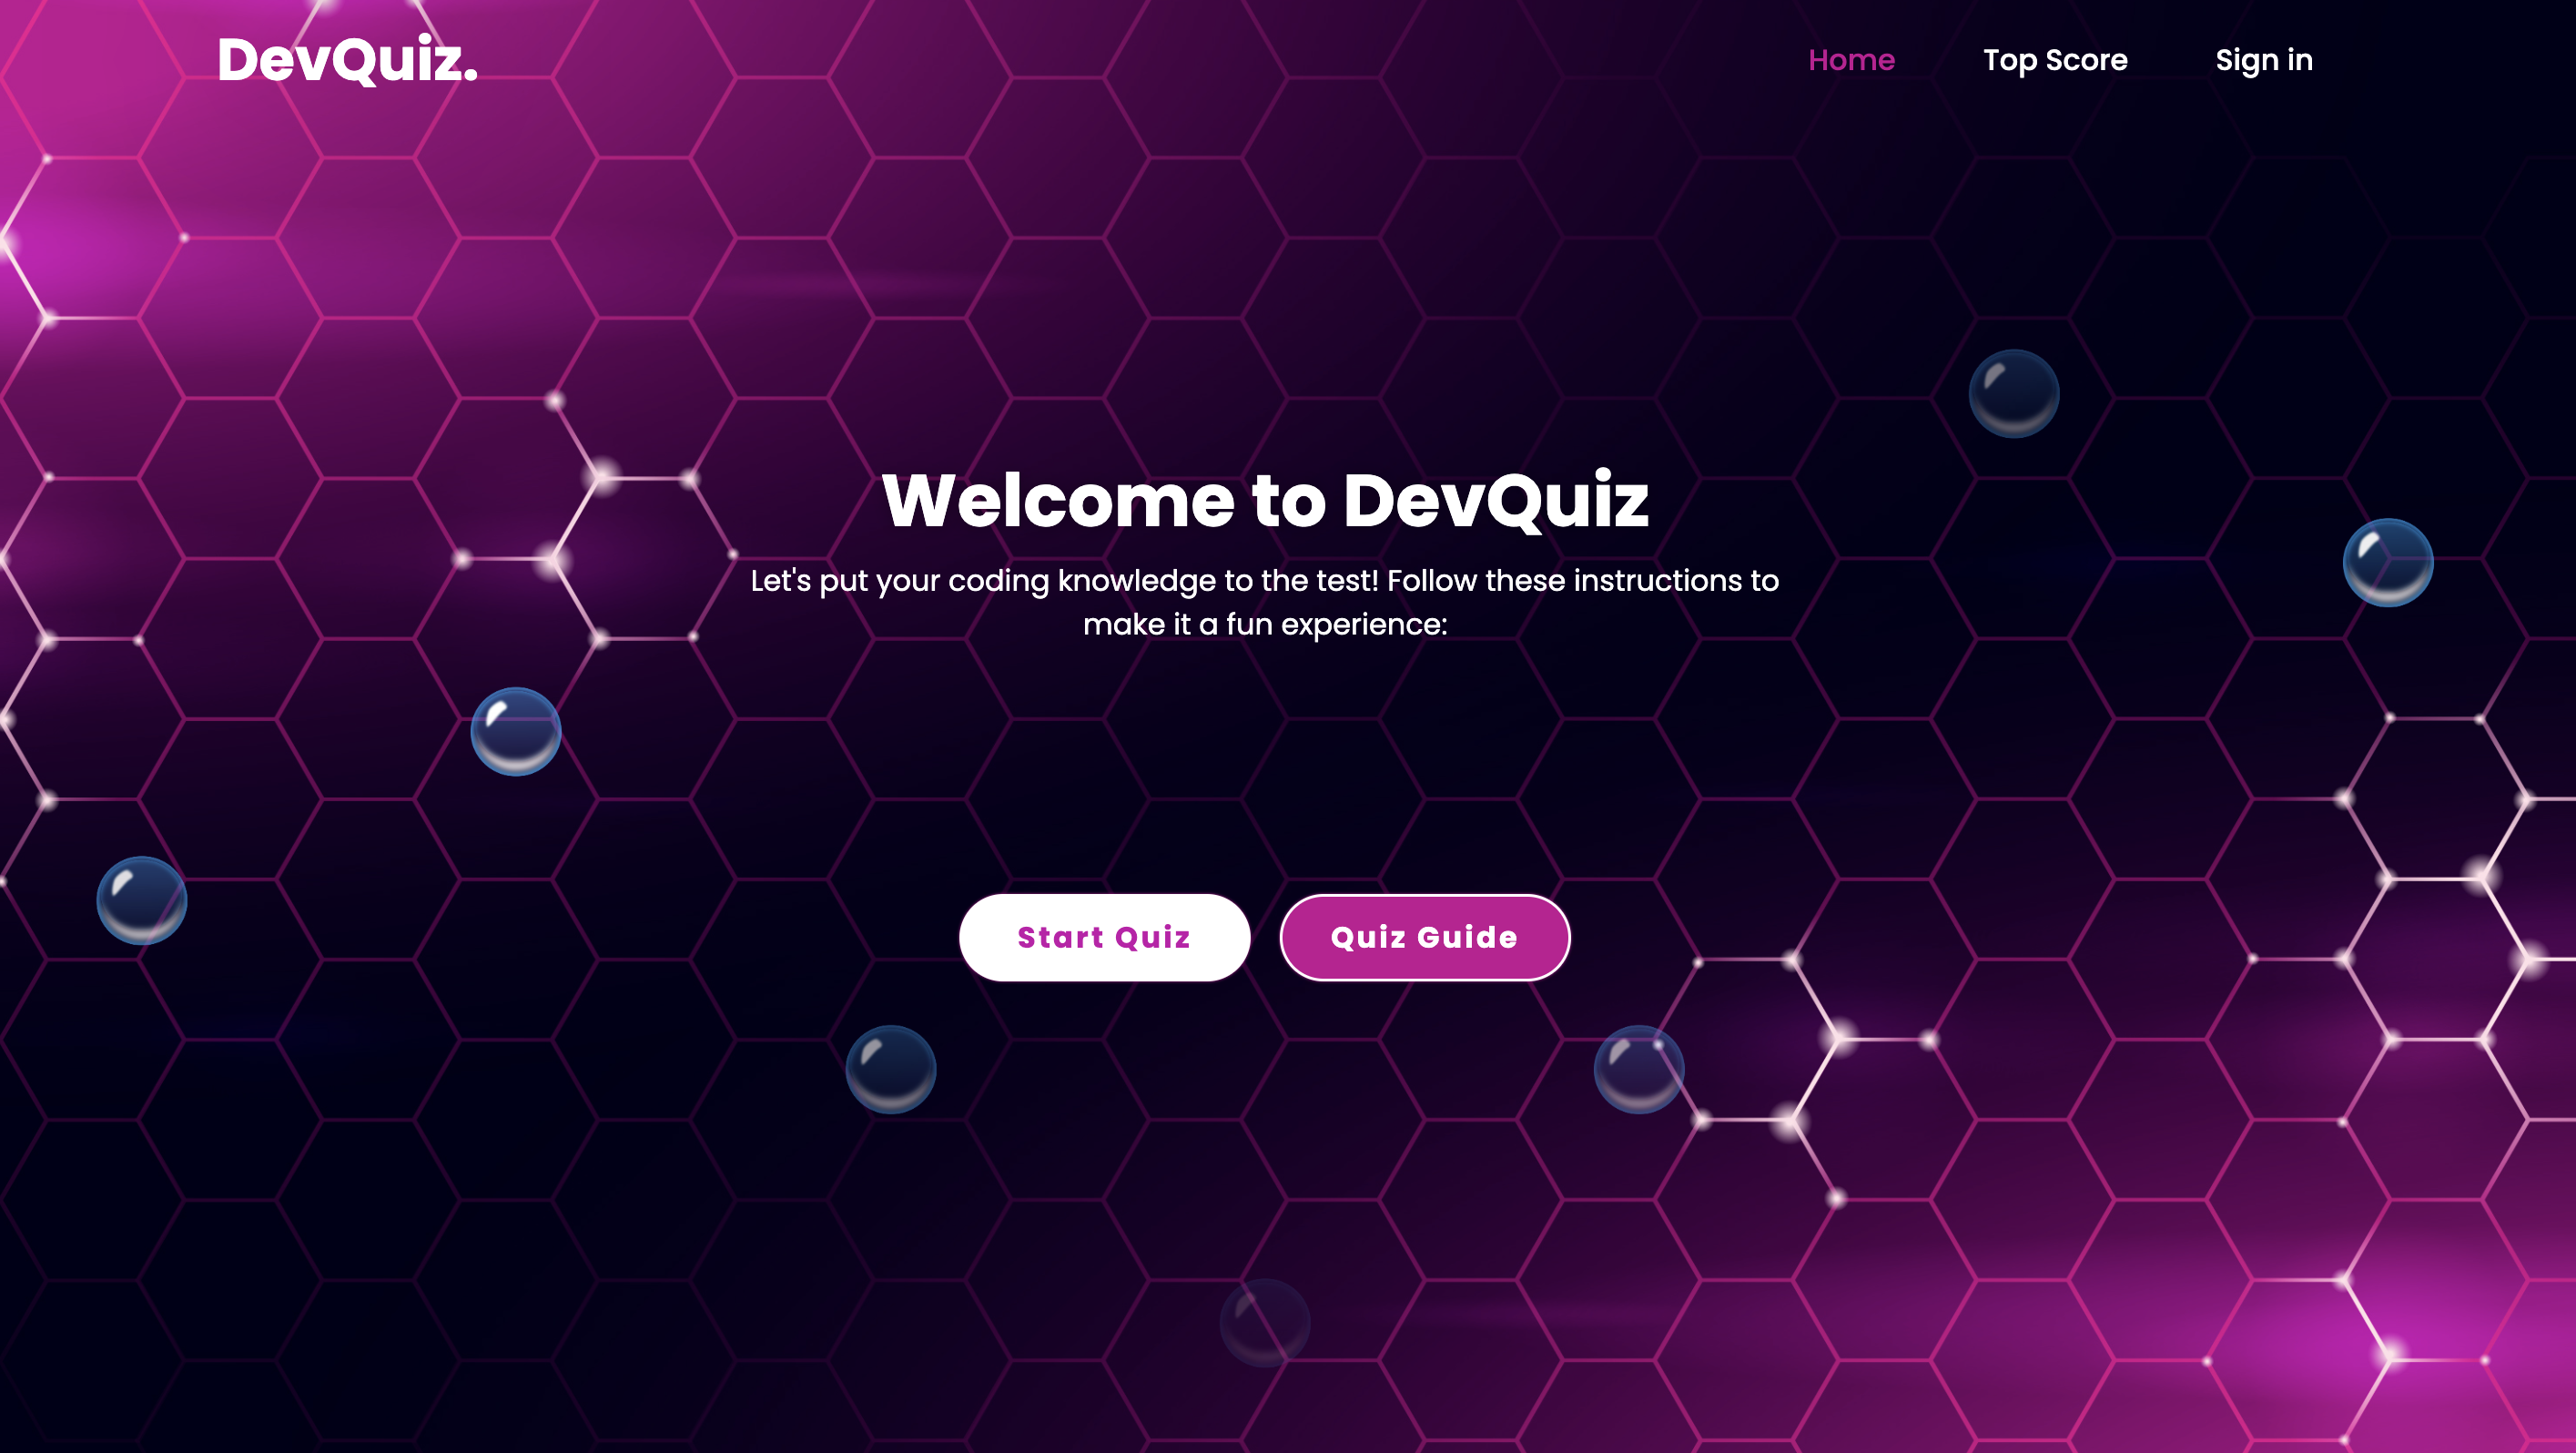 DevQuiz.
Home
Top Score
Sign in
Welcome to DevQuiz
Let's put your coding knowledge to the test! Follow these instructions to
make it a fun experience:
Start Quiz
Quiz Guide